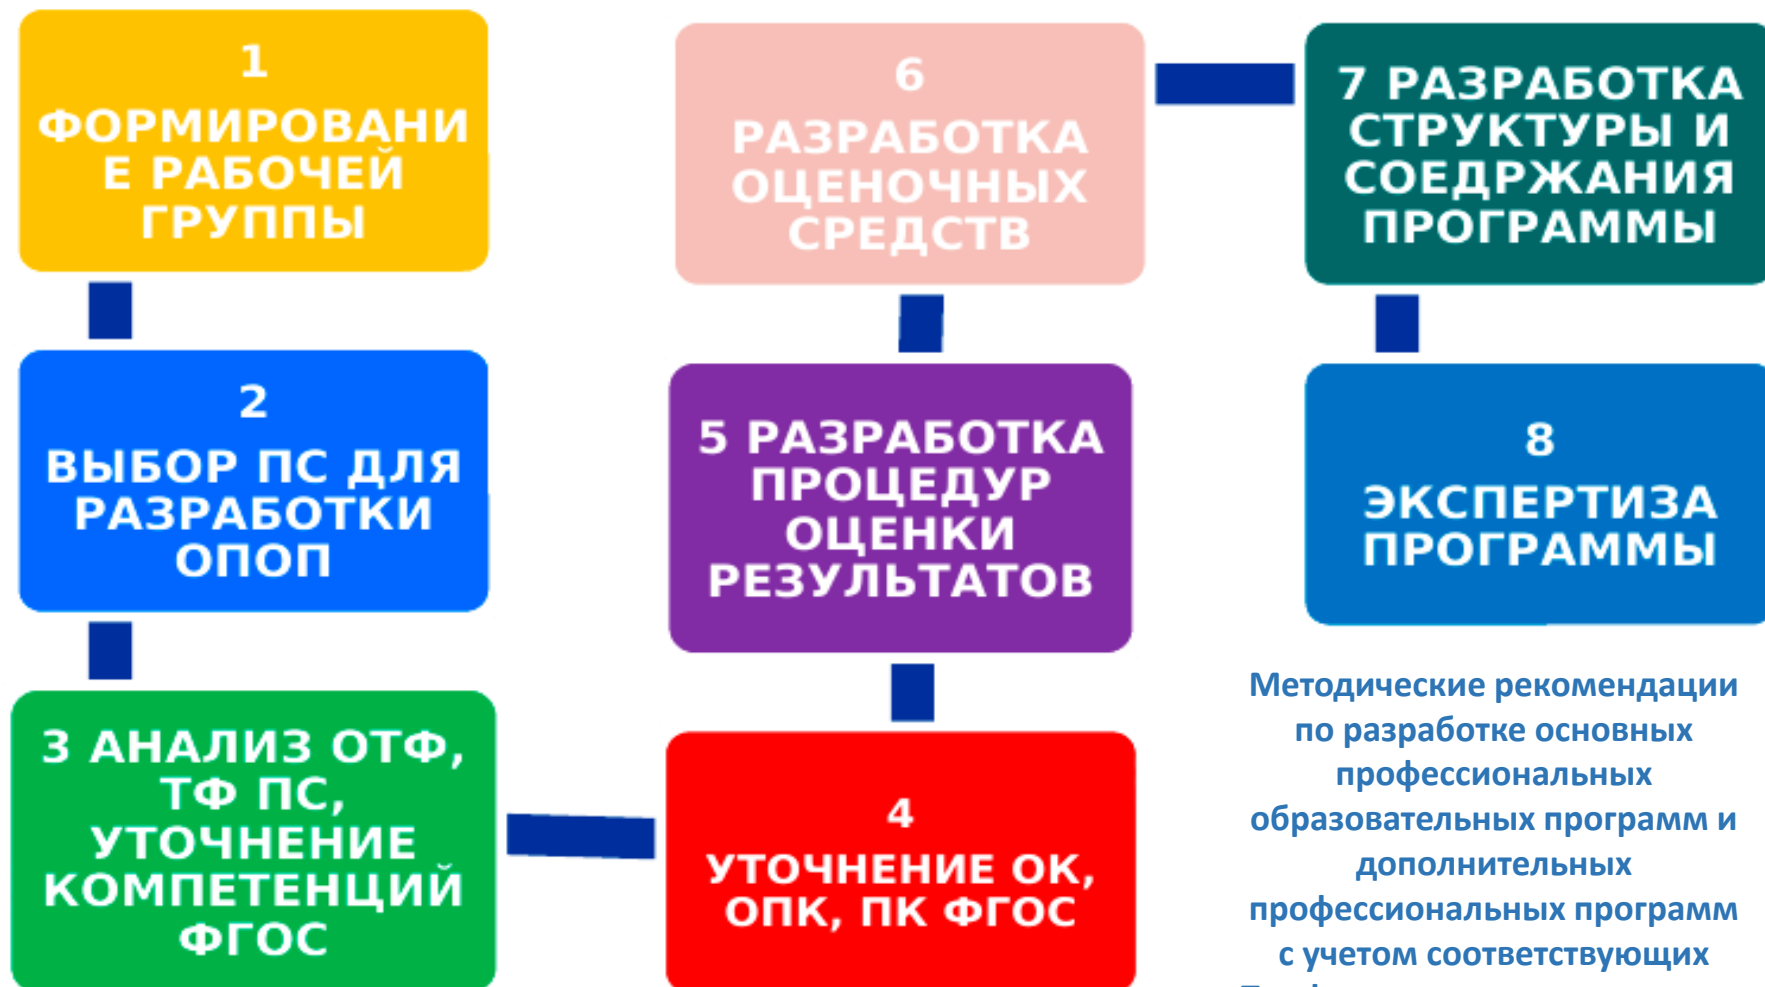 1
ФОРМИРОВАНИ
Е РАБОЧЕЙ
ГРУППЫ
2
ВЫБОР ПС ДЛЯ
РАЗРАБОТКИ
ОПОП
3 АНАЛИЗ ОТФ,
ТФ ПС,
УТОЧНЕНИЕ
КОМПЕТЕНЦИЙ
ФГОС
4
УТОЧНЕНИЕ ОК,
ОПК, ПК ФГОС
5 РАЗРАБОТКА
ПРОЦЕДУР
ОЦЕНКИ
РЕЗУЛЬТАТОВ
6
РАЗРАБОТКА
ОЦЕНОЧНЫХ
СРЕДСТВ
7 РАЗРАБОТКА
СТРУКТУРЫ И
СОЕДРЖАНИЯ
ПРОГРАММЫ
8
ЭКСПЕРТИЗА
ПРОГРАММЫ
Методические рекомендации
по разработке основных
профессиональных
образовательных программ и
дополнительных
профессиональных программ
с учетом соответствующих